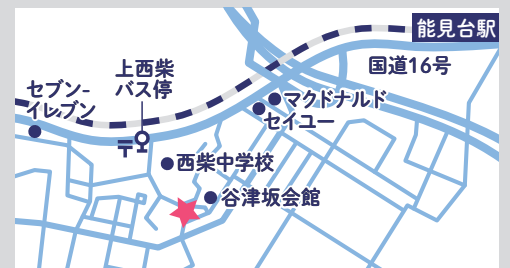 能見台駅
国道16号
上西柴
バス停
セブン-
イレブン
マクドナルド
セイユー
西柴中学校
谷津坂会館